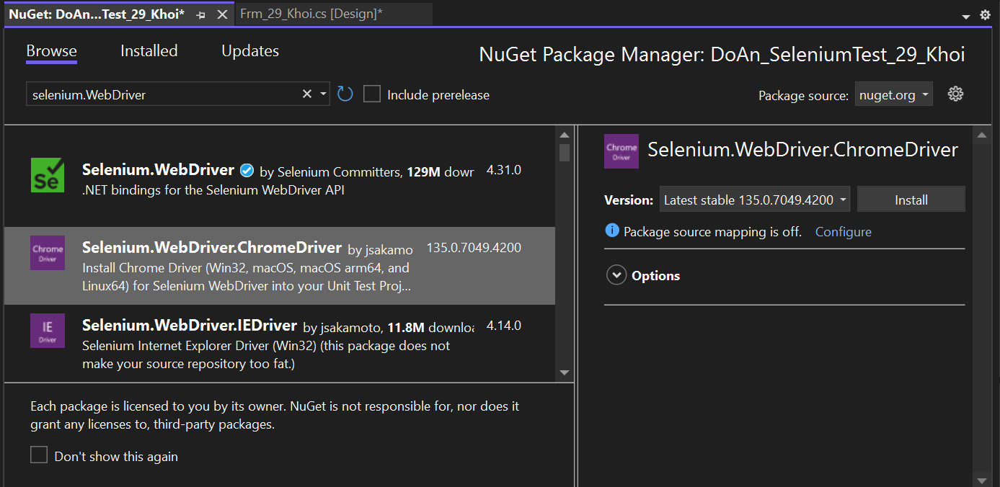 NuGet: DoAn...Test_29_Khoi*
Frm_29_Khoi.cs [Design]*
Browse
Installed
Updates
NuGet Package Manager: DoAn_SeleniumTest_29_Khoi
selenium.WebDriver
Include prerelease
Package source:
nuget.org
Se
Selenium.WebDriver by Selenium Committers, 129M downl 4.31.0
.NET bindings for the Selenium WebDriver API
Chrome
Driver
Selenium.WebDriver.ChromeDriver by jsakamo 135.0.7049.4200
Install Chrome Driver (Win32, macOS, macOS arm64, and
Linux64) for Selenium WebDriver into your Unit Test Proj...
IE
Driver
Selenium.WebDriver.IEDriver by jsakamoto, 11.8M downloa 4.14.0
Selenium Internet Explorer Driver (Win32) (this package does not
make your source repository too fat.)
Each package is licensed to you by its owner. NuGet is not responsible for, nor does it
grant any licenses to, third-party packages.
Don't show this again
Chrome
Driver
Selenium.WebDriver.ChromeDriver
Version:
Latest stable 135.0.7049.4200
Install
Package source mapping is off.
Configure
Options